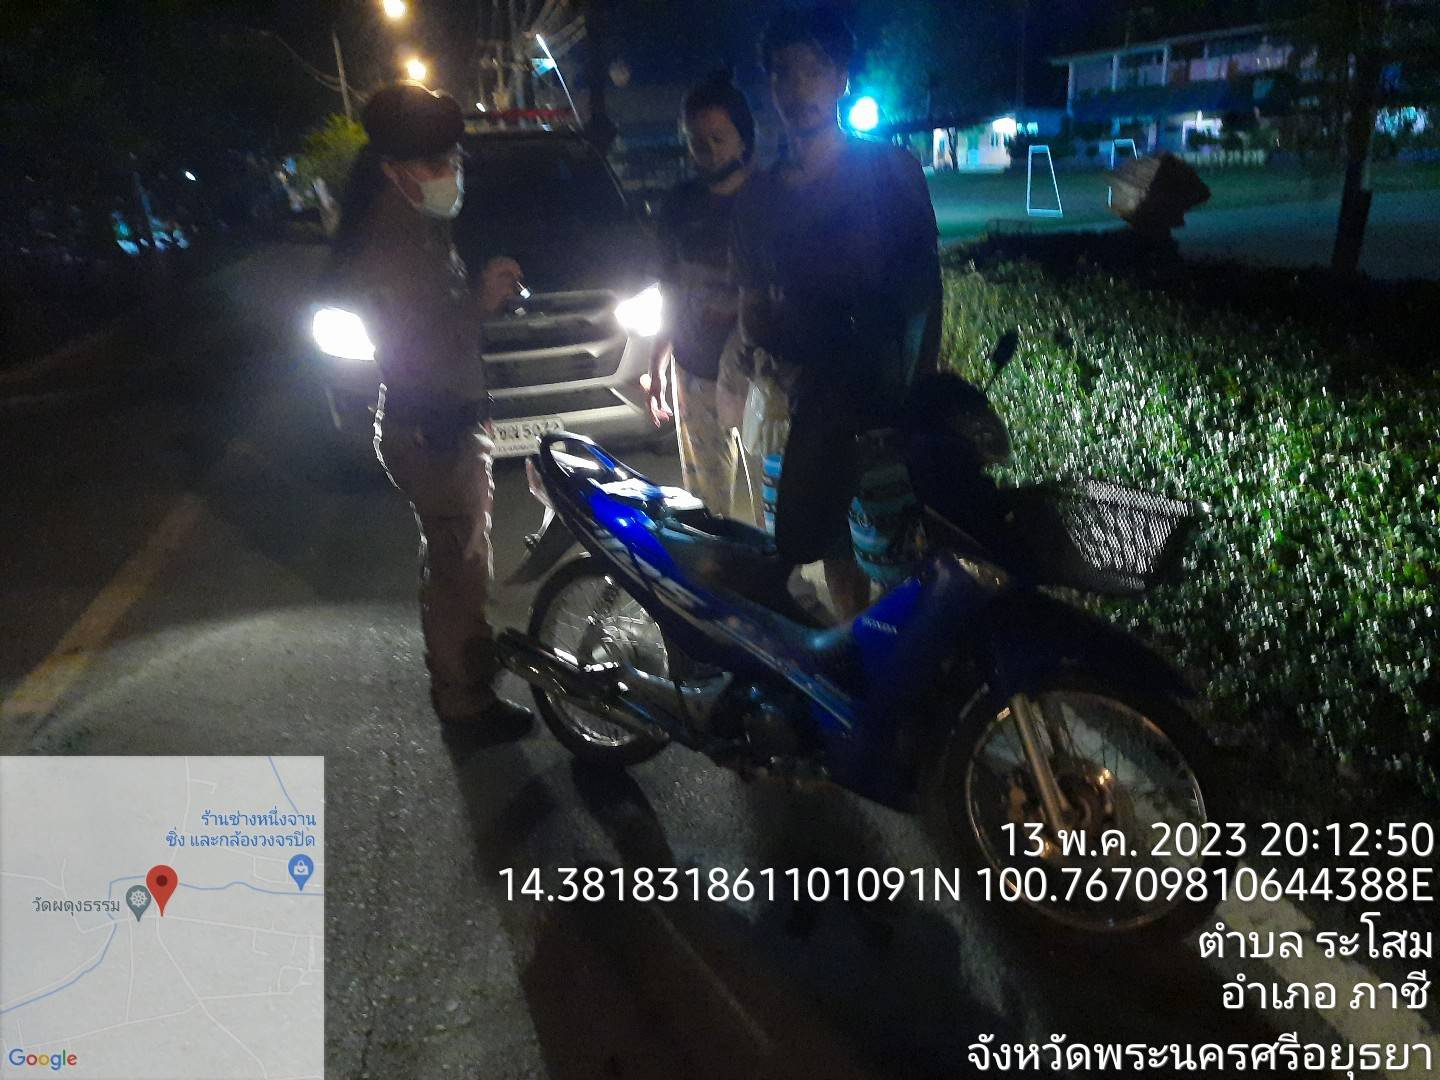 HONDA
ร้านช่างหนึ่งจาน
ซิ่ง และกล้องวงจรปิด
วัดผดุงธรรม
Google
13 พ.ค. 2023 20:12:50
14.381831861101091N 100.76709810644388E
ตำบล ระโสม
อำเภอ ภาชี
จังหวัดพระนครศรีอยุธยา